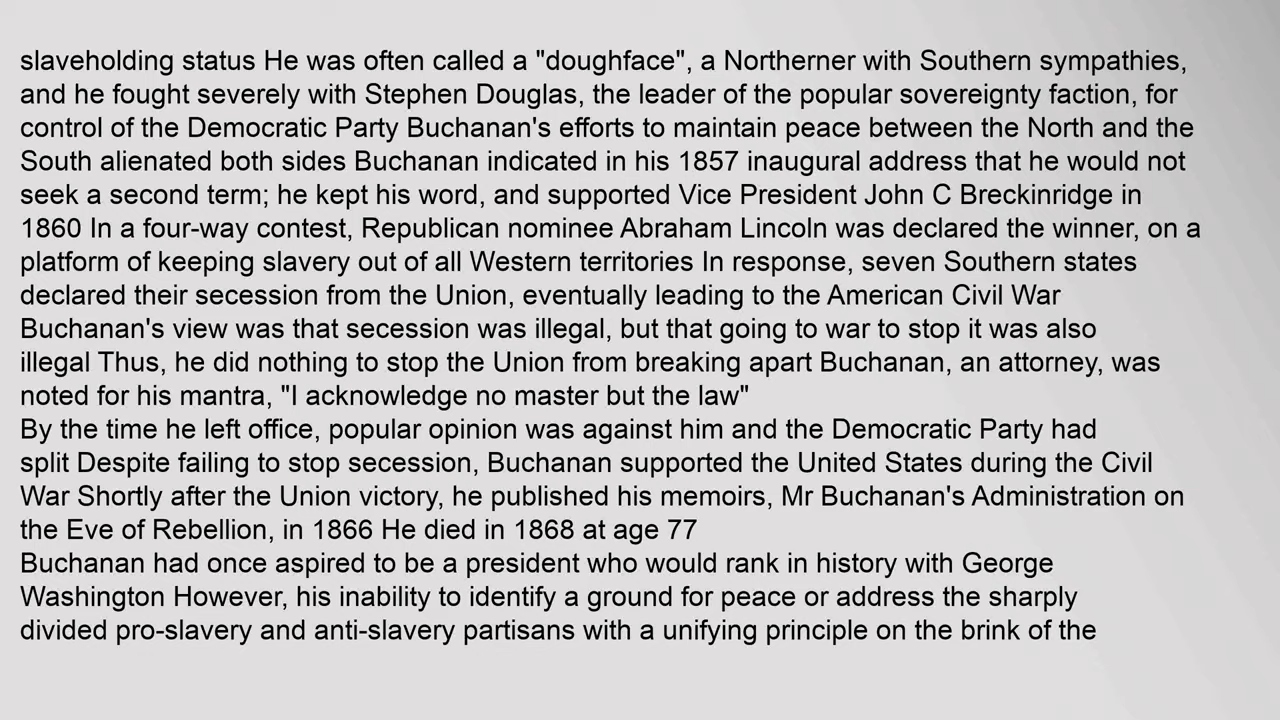 slaveholding status He was often called a "doughface", a Northerner with Southern sympathies,
and he fought severely with Stephen Douglas, the leader of the popular sovereignty faction, for
control of the Democratic Party Buchanan's efforts to maintain peace between the North and the
South alienated both sides Buchanan indicated in his 1857 inaugural address that he would not
seek a second term; he kept his word, and supported Vice President John C Breckinridge in
1860 In a four-way contest, Republican nominee Abraham Lincoln was declared the winner, on a
platform of keeping slavery out of all Western territories In response, seven Southern states
declared their secession from the Union, eventually leading to the American Civil War
Buchanan's view was that secession was illegal, but that going to war to stop it was also
illegal Thus, he did nothing to stop the Union from breaking apart Buchanan, an attorney, was
noted for his mantra, "I acknowledge no master but the law"
By the time he left office, popular opinion was against him and the Democratic Party had
split Despite failing to stop secession, Buchanan supported the United States during the Civil
War Shortly after the Union victory, he published his memoirs, Mr Buchanan's Administration on
the Eve of Rebellion, in 1866 He died in 1868 at age 77
Buchanan had once aspired to be a president who would rank in history with George
Washington However, his inability to identify a ground for peace or address the sharply
divided pro-slavery and anti-slavery partisans with a unifying principle on the brink of the